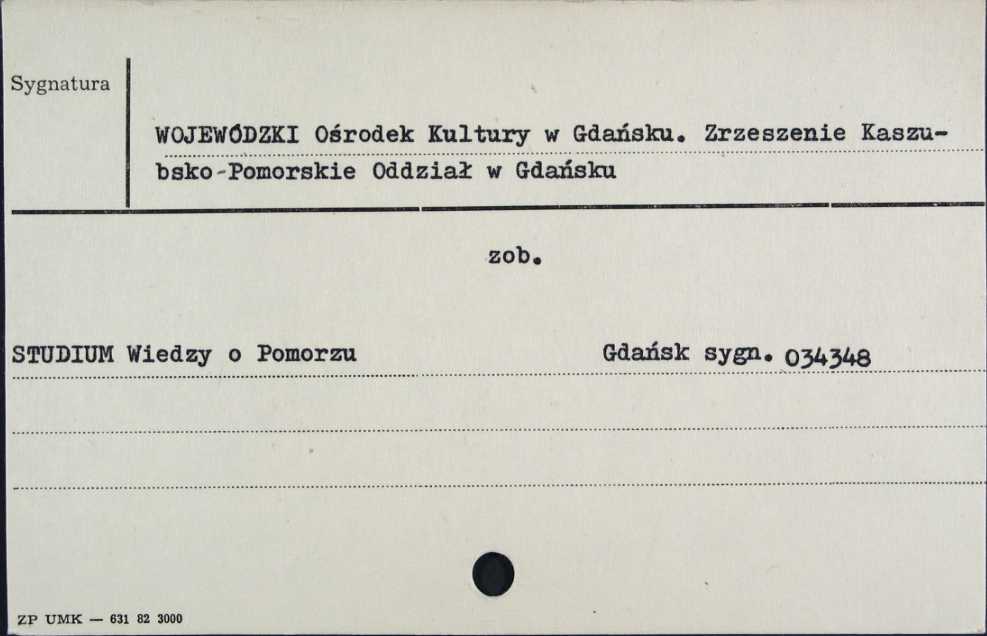 Sygnatura
WOJEWÓDZKI Ośrodek Kultury w Gdańsku. Zrzeszenie Kaszu-
bsko-Pomorskie Oddział w Gdańsku
zob.
STUDIUM Wiedzy o Pomorzu Gdańsk sygn. 034348
ZP UMK — 631 82 3000